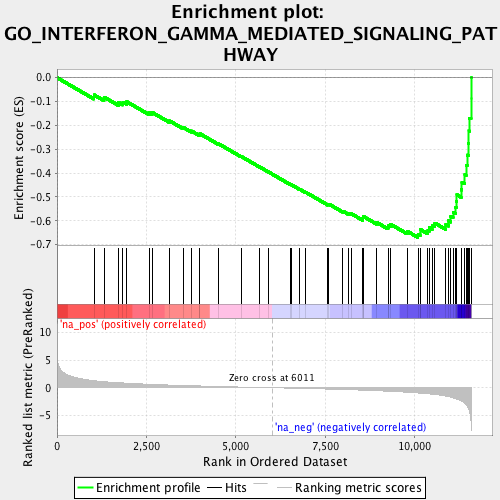 Enrichment plot:
GO_INTERFERON_GAMMA_MEDIATED_SIGNALING_PAT
HWAY
Enrichment score (ES)
0.0
-0.1
-0.2
-0.3
-0.4
-0.5
-0.6
-0.7
'na_pos' (positively correlated)
Ranked list metric (PreRanked)
10
5
0
-5
Zero cross at 6011
'na_neg' (negatively correlated)
0
2,500
5,000
7,500
10,000
Rank in Ordered Dataset
Enrichment profile
Hits
Ranking metric scores